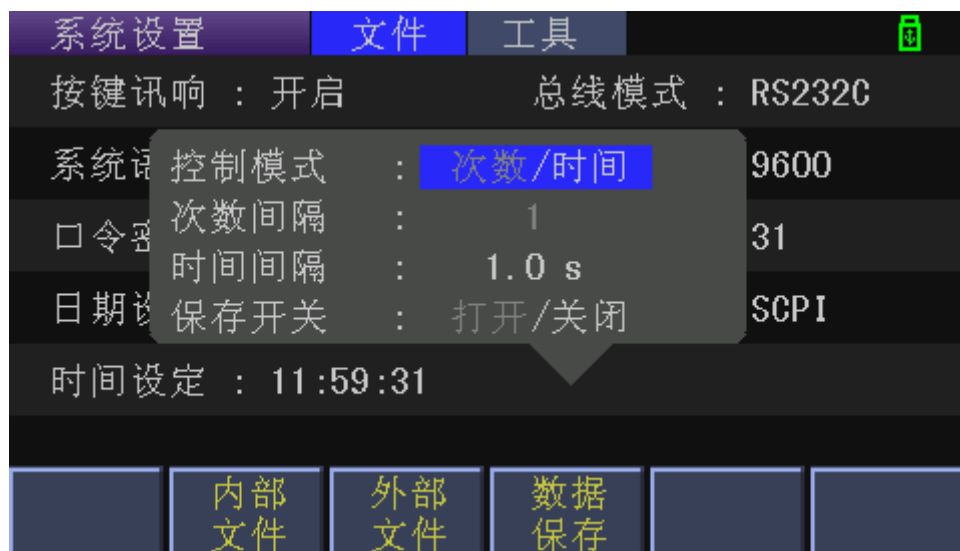 系统设置 文件 工具
按键讯响 : 开启 总线模式 : RS232C
系统语 9600
控制模式 : 次数/时间
次数间隔 : 1
口令密 31
时间间隔 : 1.0 s
日期设 SCPI
保存开关 : 打开/关闭
时间设定 : 11:59:31
内部 外部 数据
文件 文件 保存